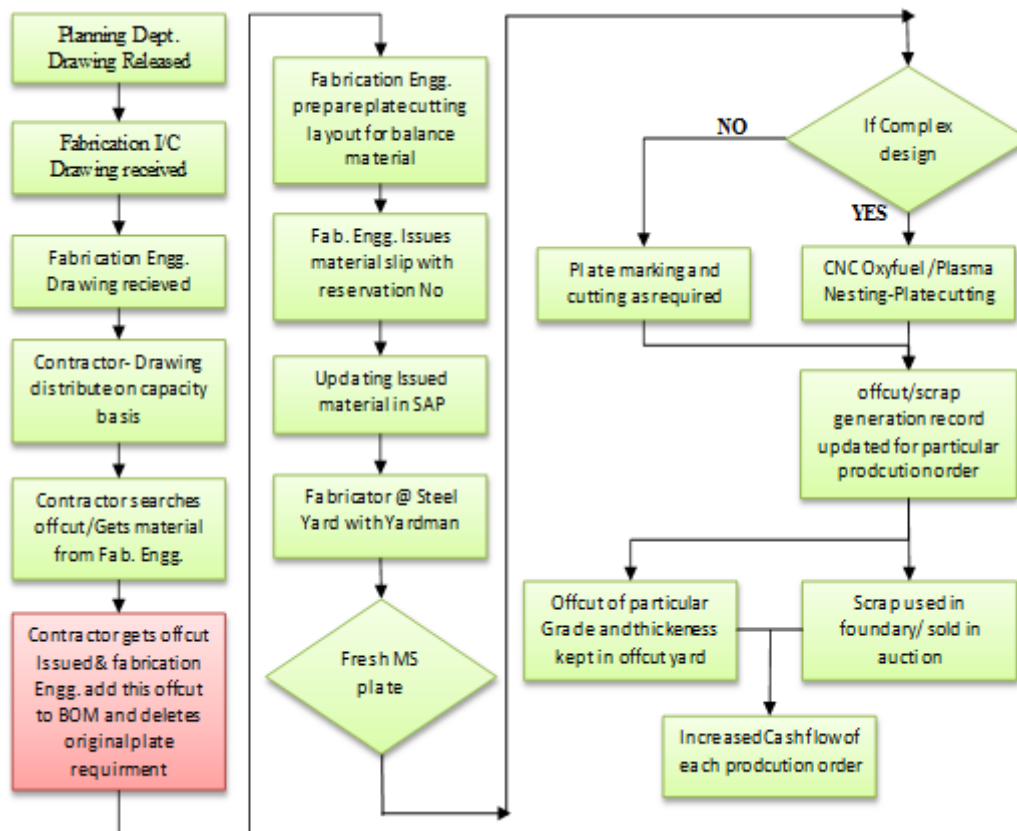 Planning Dept.
Drawing Released
Fabrication I/C
Drawing received
Fabrication Engg.
Drawing recieved
Contractor- Drawing
distribute on capacity
basis
Contractor searches
offcut/Gets material
from Fab. Engg.
Contractor gets offcut
Issued & fabrication
Engg. add this offcut
to BOM and deletes
original plate
requirment
Fabrication Engg.
prepare plate cutting
layout for balance
material
Fab. Engg. Issues
material slip with
reservation No
Updating Issued
material in SAP
Fabricator @ Steel
Yard with Yardman
Fresh MS
plate
If Complex
design
NO
YES
Plate marking and
cutting as required
CNC Oxyfuel /Plasma
Nesting-Plate cutting
offcut/scrap
generation record
updated for particular
prodcution order
Offcut of particular
Grade and thickeness
kept in offcut yard
Scrap used in
foundary/ sold in
auction
Increased Cash flow of
each prodcution order